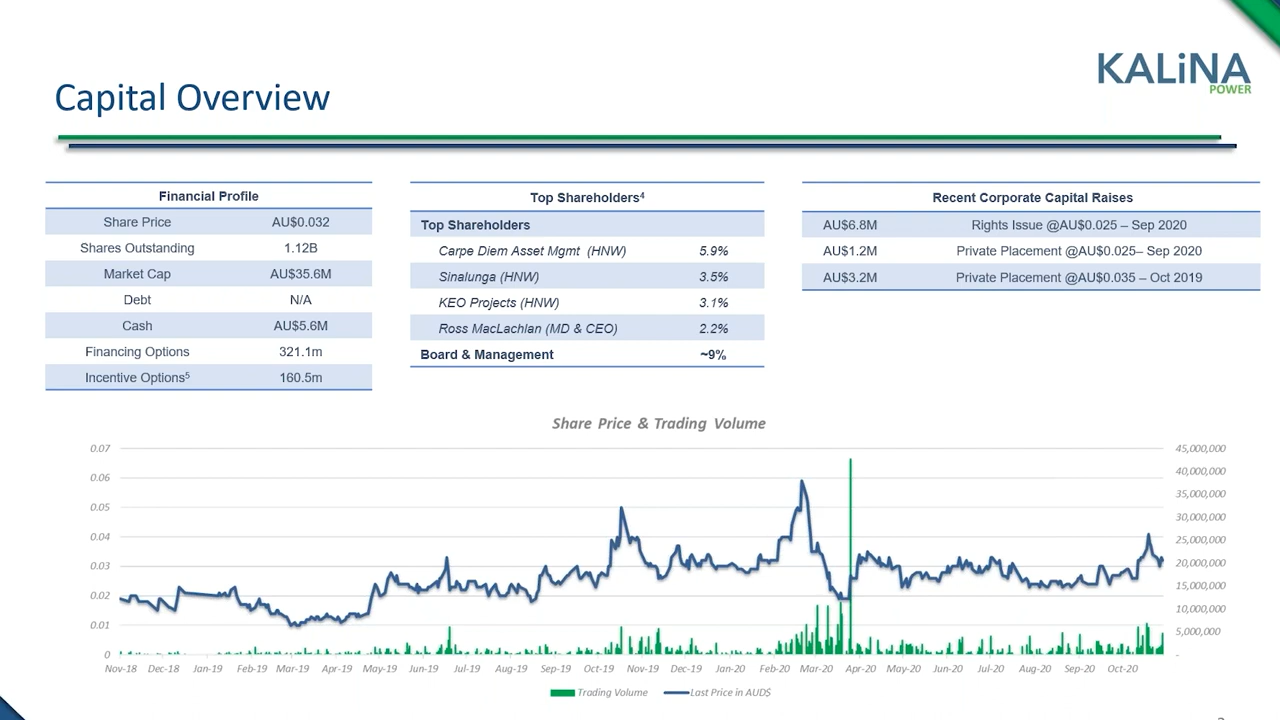 KALiNA
POWER
Capital Overview
Financial Profile
Share Price AU$0.032
Shares Outstanding 1.12B
Market Cap AU$35.6M
Debt N/A
Cash AU$5.6M
Financing Options 321.1m
Incentive Options⁵ 160.5m
Top Shareholders⁴
Top Shareholders
Carpe Diem Asset Mgmt (HNW) 5.9%
Sinalunga (HNW) 3.5%
KEO Projects (HNW) 3.1%
Ross MacLachlan (MD & CEO) 2.2%
Board & Management ~9%
Recent Corporate Capital Raises
AU$6.8M Rights Issue @AU$0.025 – Sep 2020
AU$1.2M Private Placement @AU$0.025– Sep 2020
AU$3.2M Private Placement @AU$0.035 – Oct 2019
Share Price & Trading Volume
0.07 45,000,000
0.06 40,000,000
0.05 35,000,000
0.04 30,000,000
0.03 25,000,000
0.02 20,000,000
0.01 15,000,000
0 10,000,000
5,000,000
-
Nov-18 Dec-18 Jan-19 Feb-19 Mar-19 Apr-19 May-19 Jun-19 Jul-19 Aug-19 Sep-19 Oct-19 Nov-19 Dec-19 Jan-20 Feb-20 Mar-20 Apr-20 May-20 Jun-20 Jul-20 Aug-20 Sep-20 Oct-20
Trading Volume Last Price in AUD$